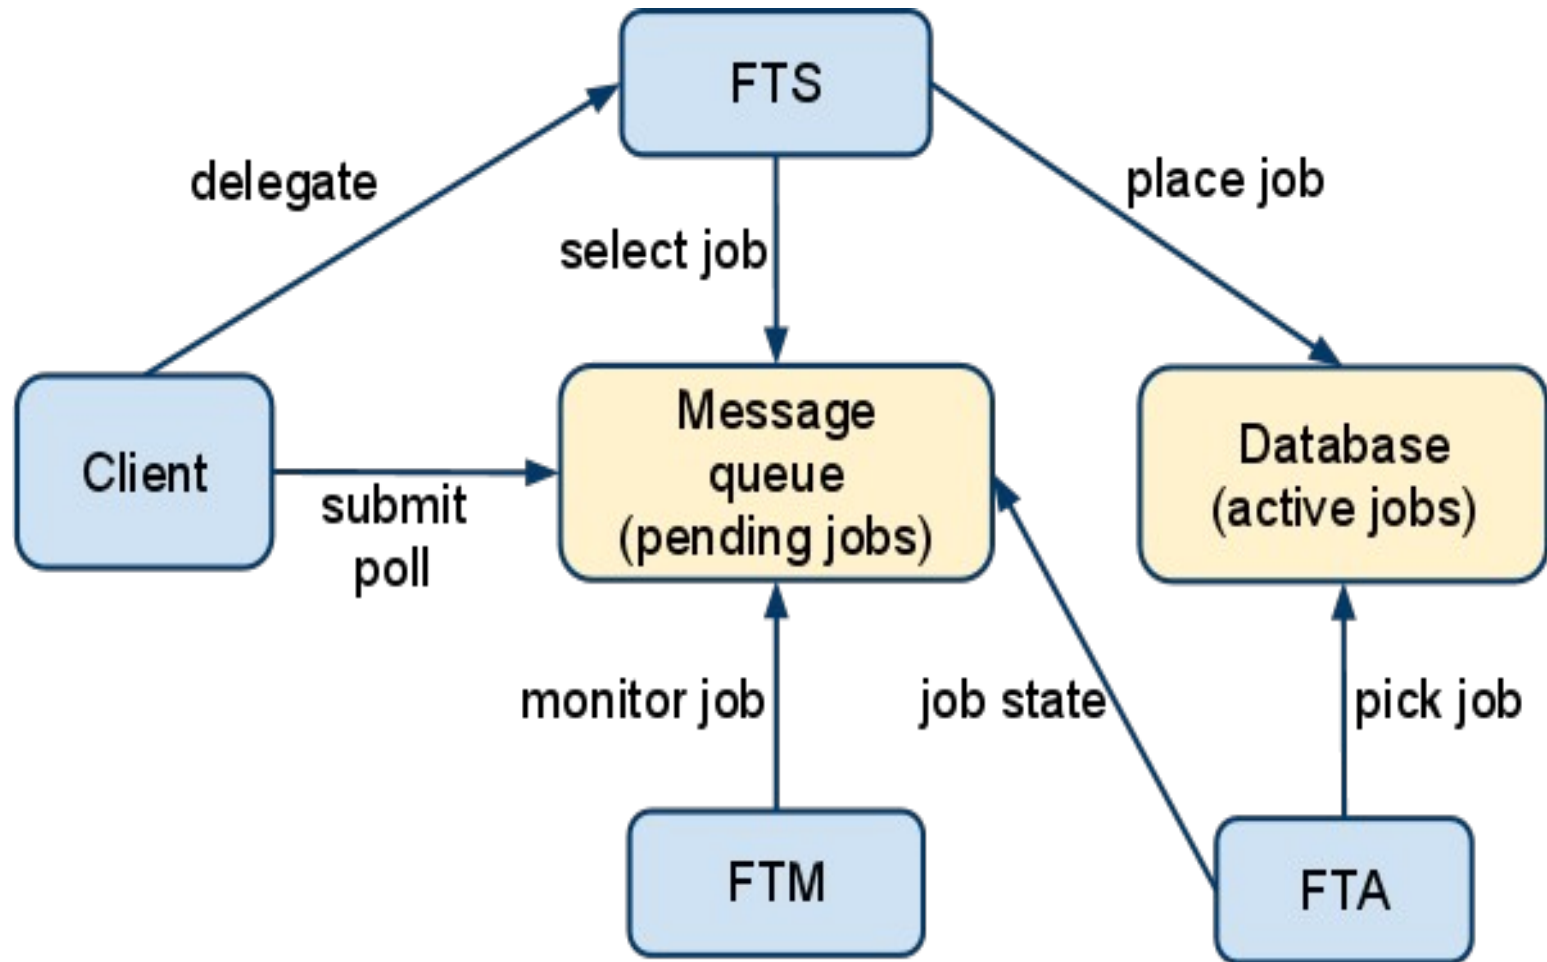 FTS
delegate
place job
select job
Client
submit
poll
Message
queue
(pending jobs)
Database
(active jobs)
monitor job
job state
pick job
FTM
FTA